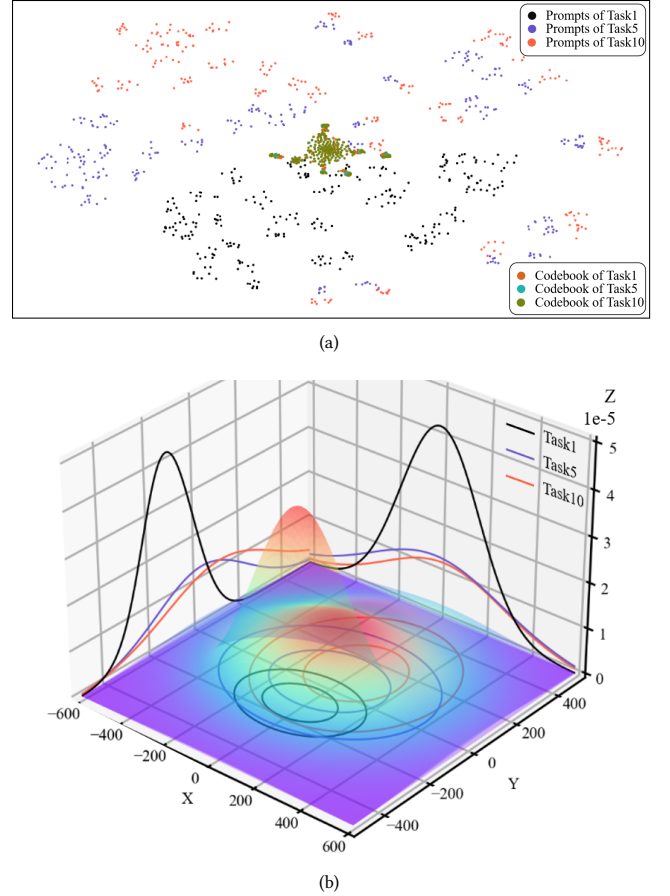 Prompts of Task1
Prompts of Task5
Prompts of Task10
Codebook of Task1
Codebook of Task5
Codebook of Task10
(a)
Z
1e-5
Task1
Task5
Task10
5
4
3
2
1
0
−600
−400
−200
0
200
400
600
X
400
200
0
−200
−400
Y
(b)